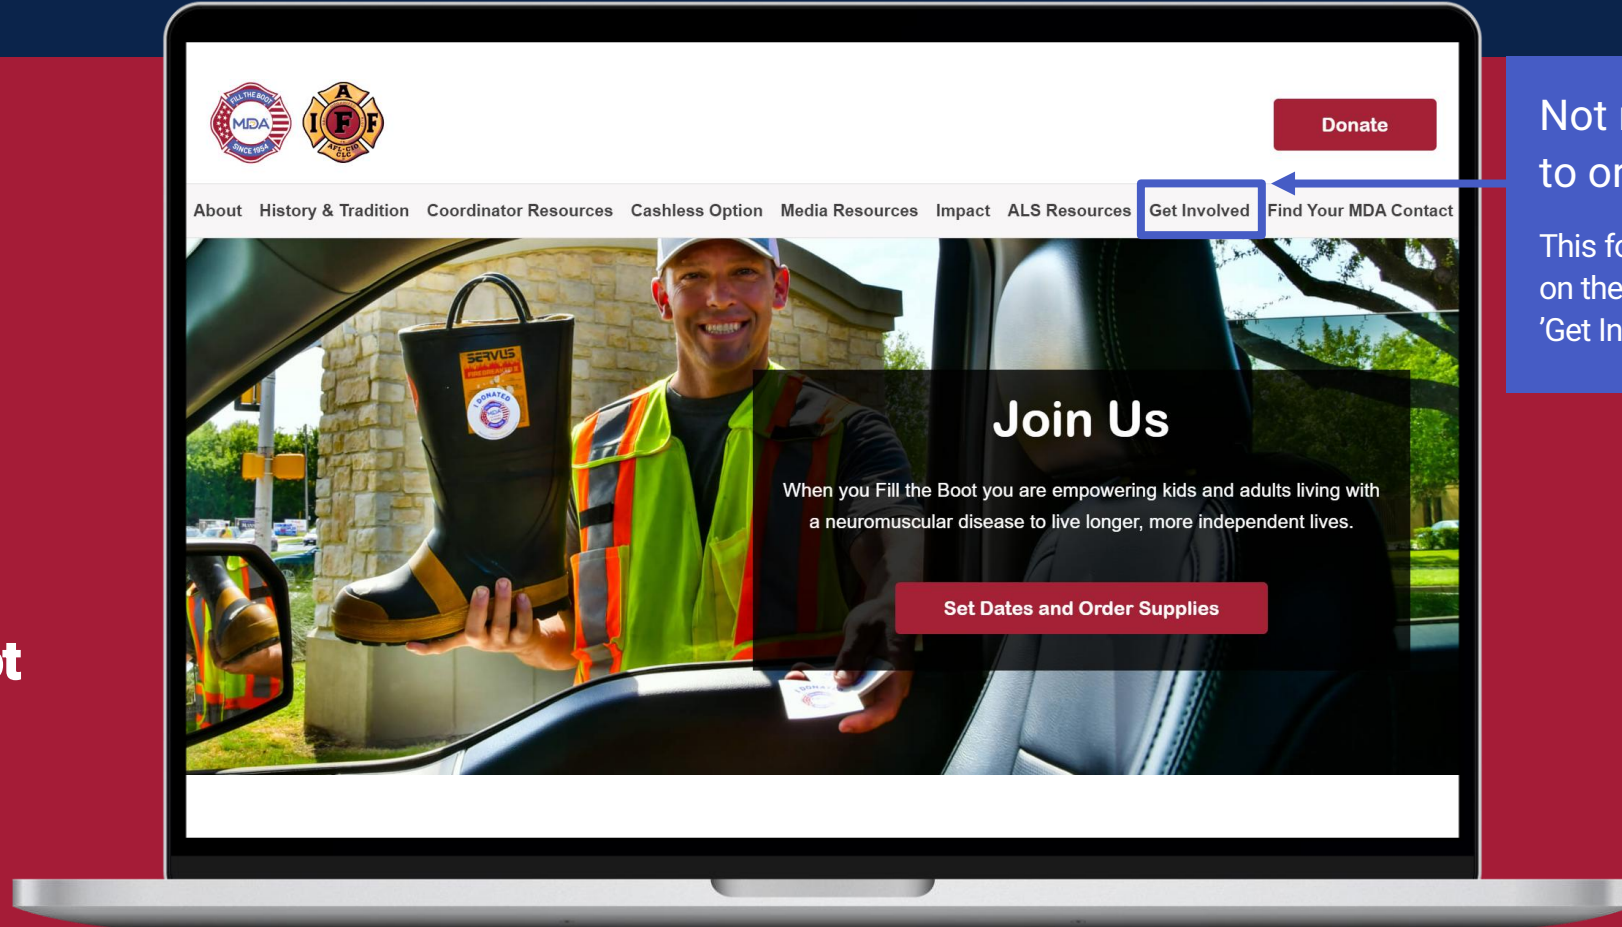 FILL THE BOOT
MDA
SINCE 1954
A
I F F
AFL-CIO
CLC
Donate
About History & Tradition Coordinator Resources Cashless Option Media Resources Impact ALS Resources Get Involved Find Your MDA Contact
Not
to
This
on the
'Get In
SERVUS
I DONATED
MDA
Join Us
When you Fill the Boot you are empowering kids and adults living with
a neuromuscular disease to live longer, more independent lives.
Set Dates and Order Supplies
I DONATED